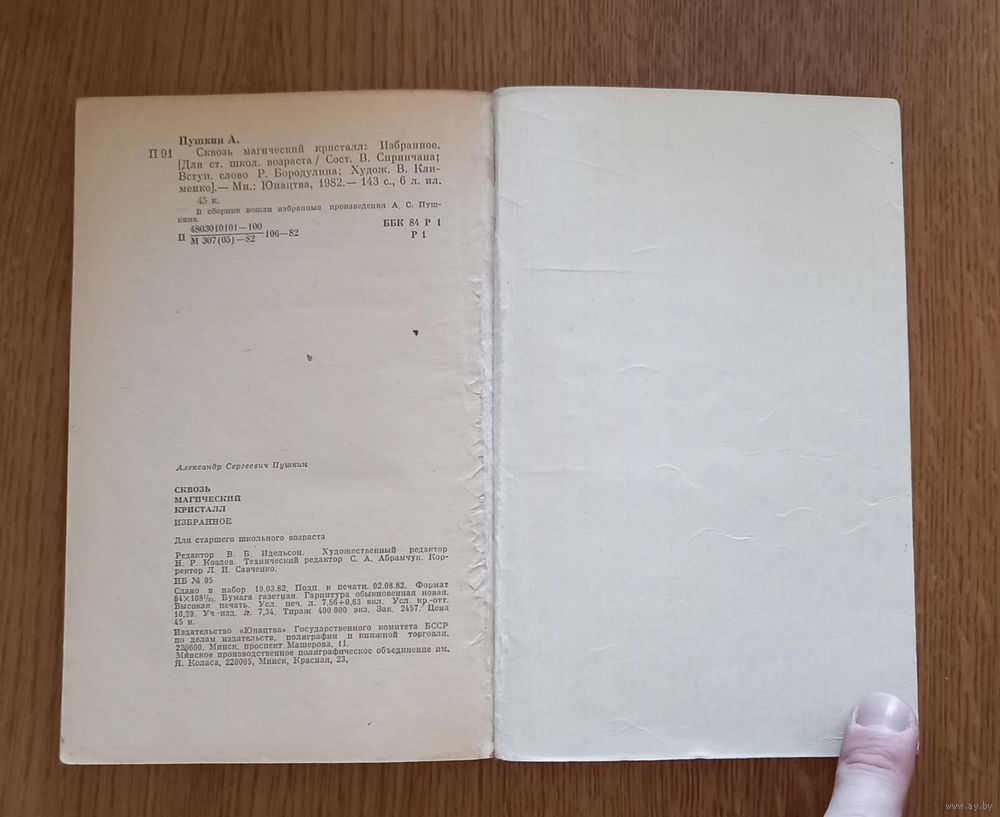 Пушкин А.
П 91 Сквозь магический кристалл: Избранное.
[Для ст. школ. возраста / Сост. В. Спринчана;
Вступ. слово Р. Бородулина; Худож. В. Кли-
менко].— Мн.: Юнацтва, 1982.— 143 с., 6 л. ил.
45 к.
В сборник вошли избранные произведения А. С. Пуш-
кина.
П 4803010101—100 / М 307(05)—82 106—82 ББК 84 Р 1
Р 1
Александр Сергеевич Пушкин
СКВОЗЬ
МАГИЧЕСКИЙ
КРИСТАЛЛ
ИЗБРАННОЕ
Для старшего школьного возраста
Редактор В. Б. Идельсон. Художественный редактор
Н. Р. Козлов. Технический редактор С. А. Абрамчук. Кор-
ректор Л. И. Савченко.
ИБ № 95
Сдано в набор 19.03.82. Подп. к печати 02.08.82. Формат
84×108¹/₃₂. Бумага газетная. Гарнитура обыкновенная новая.
Высокая печать. Усл. печ. л. 7,56+0,63 вкл. Усл. кр.-отт.
10,29. Уч.-изд. л. 7,34. Тираж 400 000 экз. Зак. 2457. Цена
45 к.
Издательство «Юнацтва» Государственного комитета БССР
по делам издательств, полиграфии и книжной торговли.
220600, Минск, проспект Машерова, 11.
Минское производственное полиграфическое объединение им.
Я. Коласа, 220005, Минск, Красная, 23.
www.ay.by